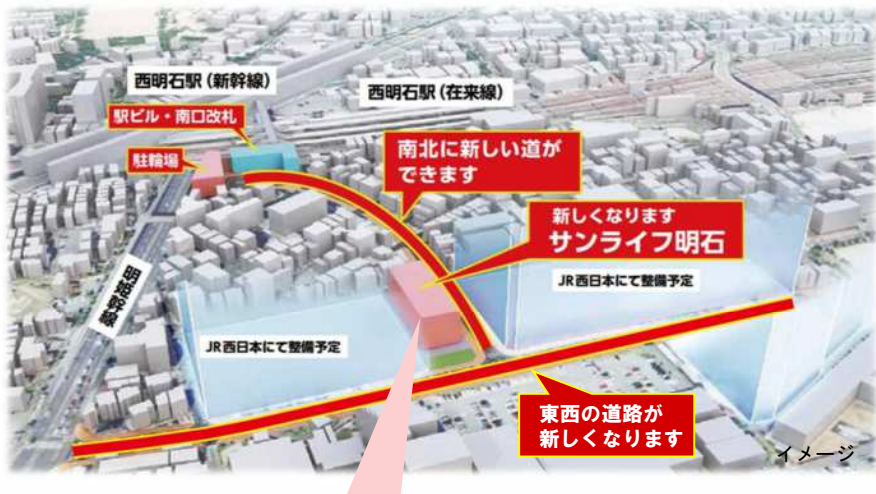 西明石駅(新幹線)
西明石駅(在来線)
駅ビル・南口改札
駐輪場
南北に新しい道が
できます
新しくなります
サンライフ明石
JR西日本にて整備予定
明姫幹線
JR西日本にて整備予定
東西の道路が
新しくなります
イメージ